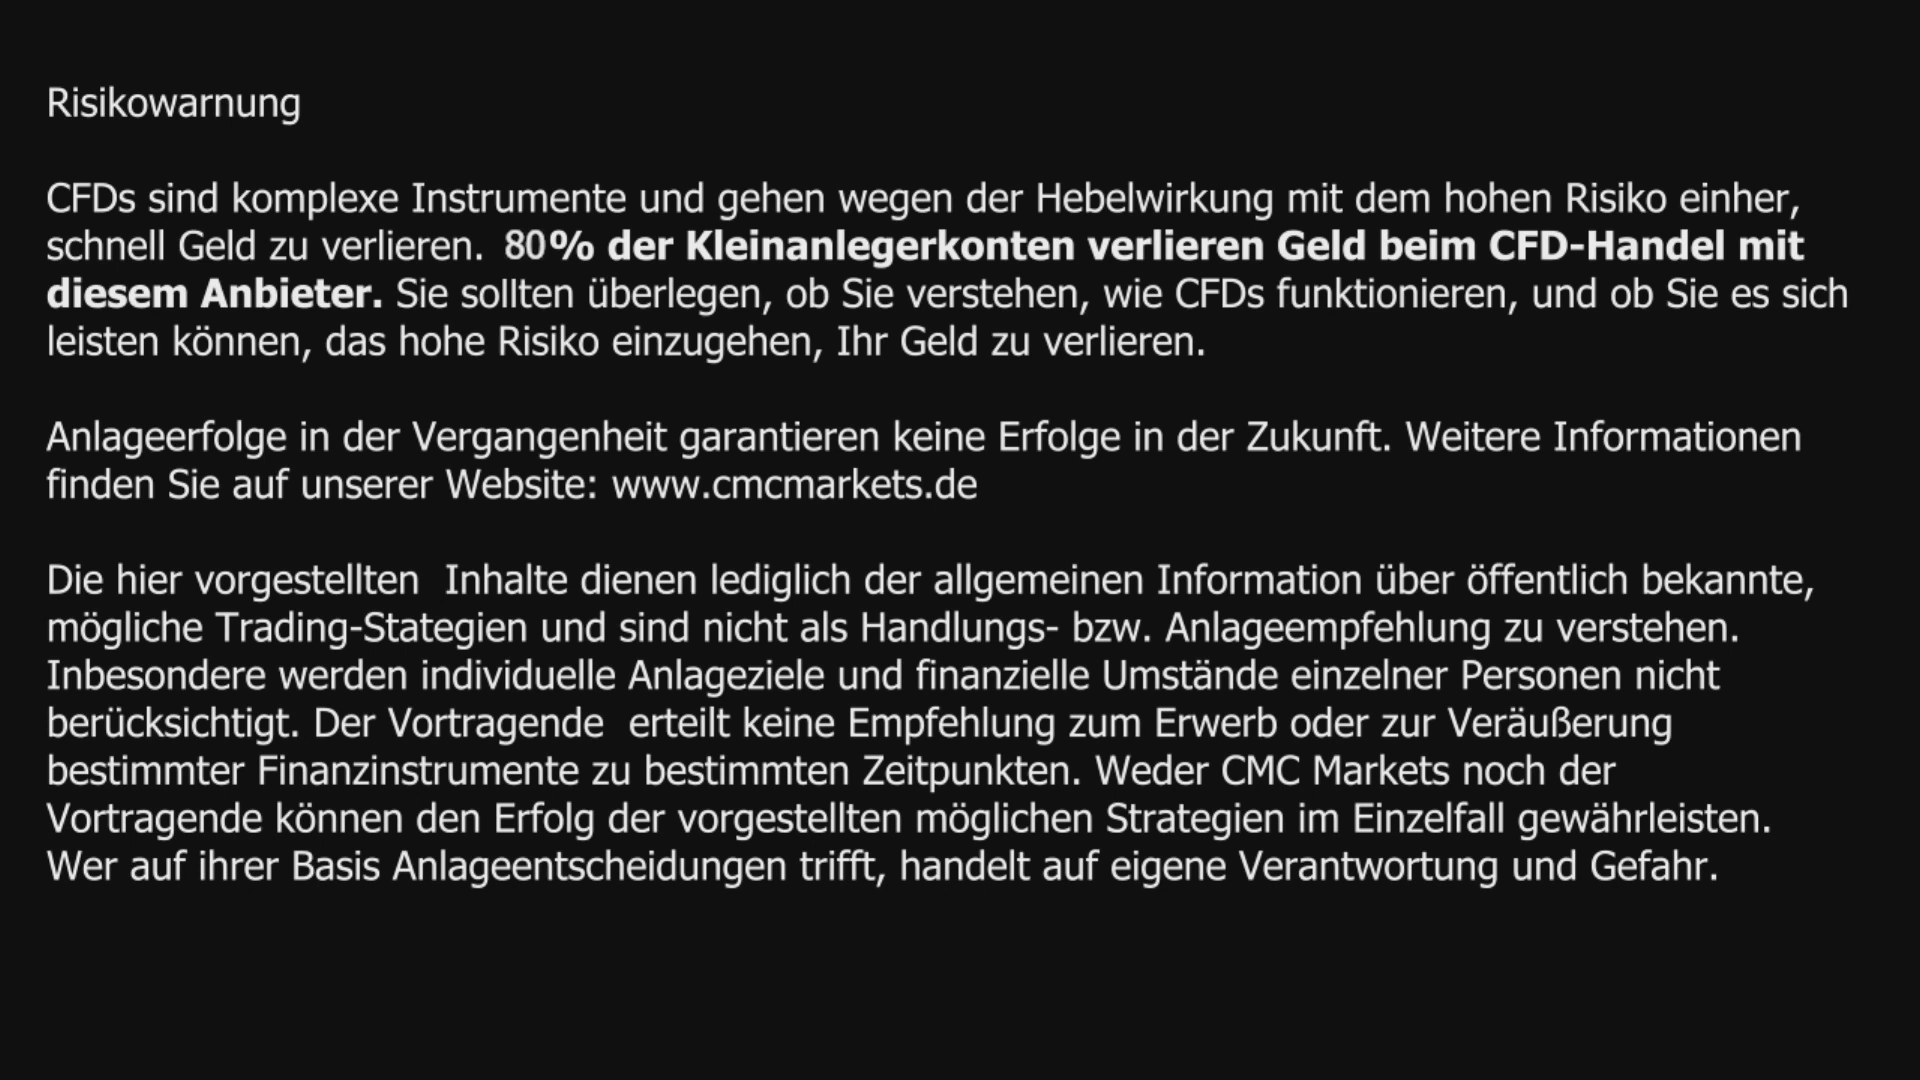 Risikowarnung
CFDs sind komplexe Instrumente und gehen wegen der Hebelwirkung mit dem hohen Risiko einher,
schnell Geld zu verlieren. 80% der Kleinanlegerkonten verlieren Geld beim CFD-Handel mit
diesem Anbieter. Sie sollten überlegen, ob Sie verstehen, wie CFDs funktionieren, und ob Sie es sich
leisten können, das hohe Risiko einzugehen, Ihr Geld zu verlieren.
Anlageerfolge in der Vergangenheit garantieren keine Erfolge in der Zukunft. Weitere Informationen
finden Sie auf unserer Website: www.cmcmarkets.de
Die hier vorgestellten Inhalte dienen lediglich der allgemeinen Information über öffentlich bekannte,
mögliche Trading-Stategien und sind nicht als Handlungs- bzw. Anlageempfehlung zu verstehen.
Inbesondere werden individuelle Anlageziele und finanzielle Umstände einzelner Personen nicht
berücksichtigt. Der Vortragende erteilt keine Empfehlung zum Erwerb oder zur Veräußerung
bestimmter Finanzinstrumente zu bestimmten Zeitpunkten. Weder CMC Markets noch der
Vortragende können den Erfolg der vorgestellten möglichen Strategien im Einzelfall gewährleisten.
Wer auf ihrer Basis Anlageentscheidungen trifft, handelt auf eigene Verantwortung und Gefahr.